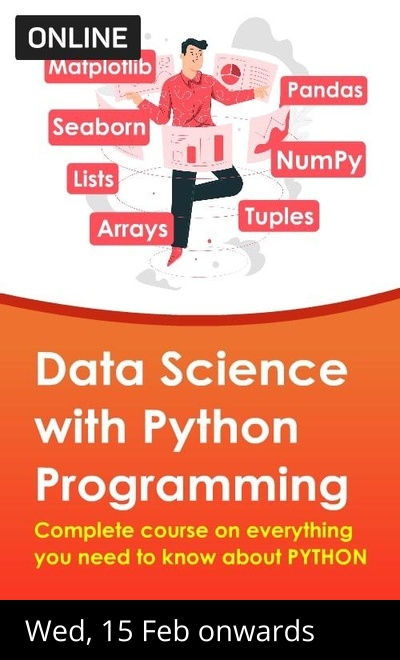 ONLINE
Matplotlib
Pandas
Seaborn
NumPy
Lists
Tuples
Arrays
Data Science
with Python
Programming
Complete course on everything
you need to know about PYTHON
Wed, 15 Feb onwards